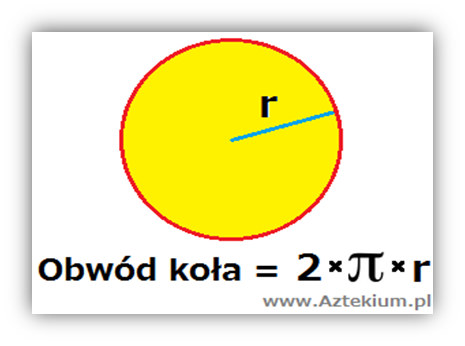 r
Obwód koła = 2*π*r
www.Aztekium.pl